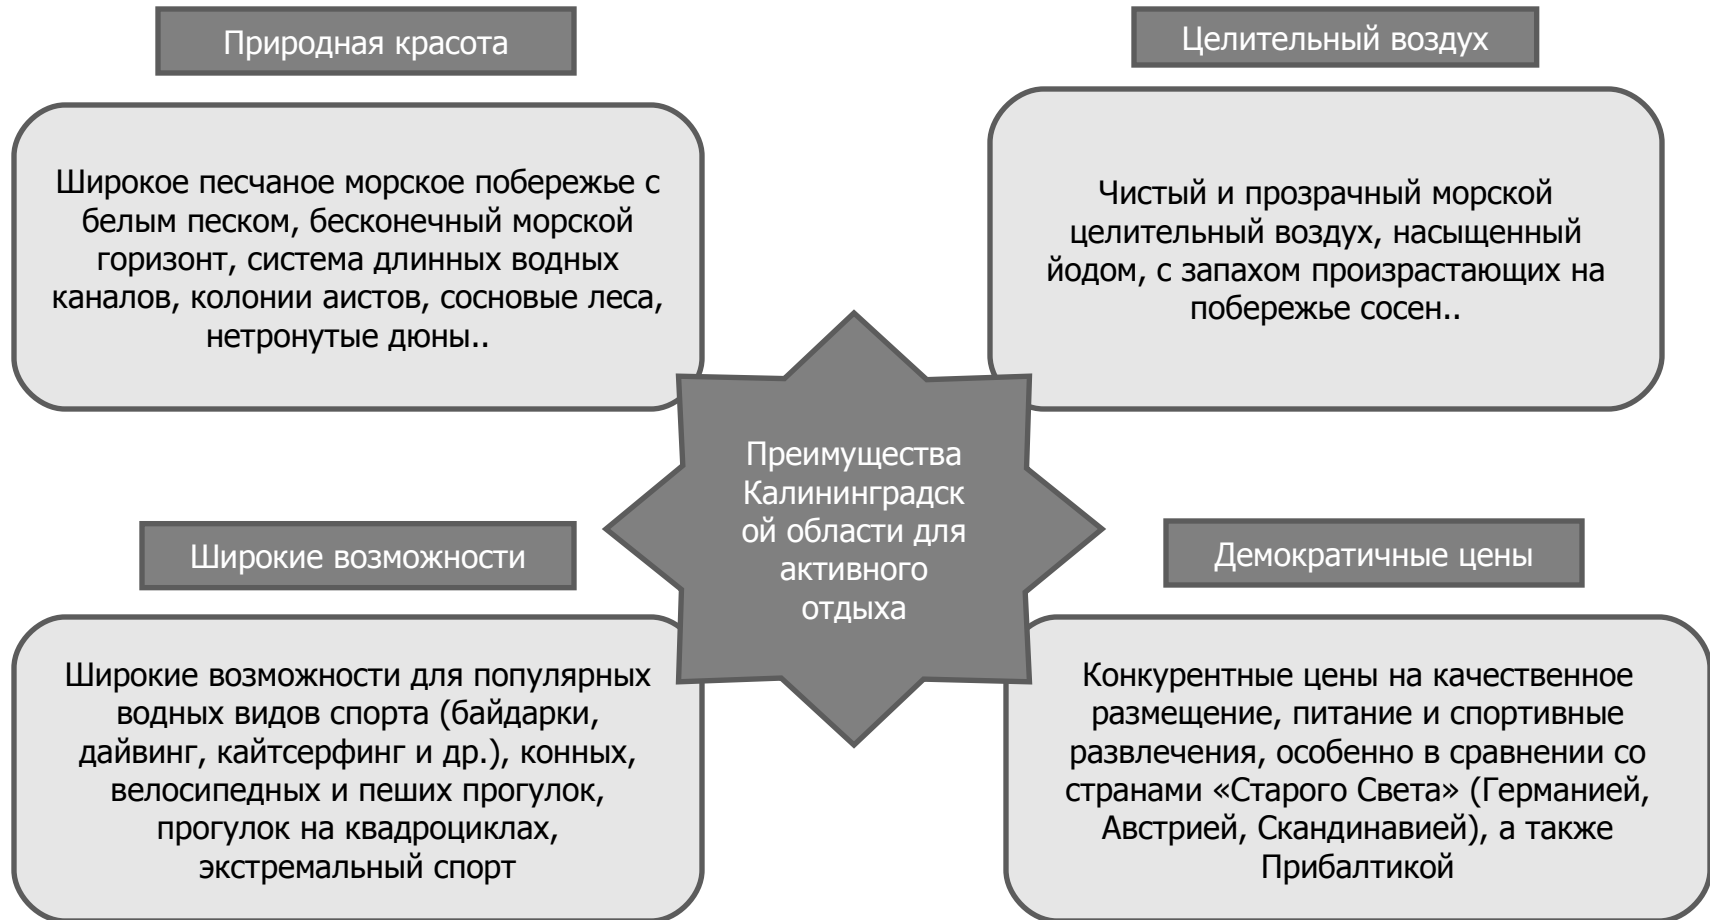 Природная красота
Широкое песчаное морское побережье с
белым песком, бесконечный морской
горизонт, система длинных водных
каналов, колонии аистов, сосновые леса,
нетронутые дюны..
Целительный воздух
Чистый и прозрачный морской
целительный воздух, насыщенный
йодом, с запахом произрастающих на
побережье сосен..
Преимущества
Калининградск
ой области для
активного
отдыха
Широкие возможности
Широкие возможности для популярных
водных видов спорта (байдарки,
дайвинг, кайтсерфинг и др.), конных,
велосипедных и пеших прогулок,
прогулок на квадроциклах,
экстремальный спорт
Демократичные цены
Конкурентные цены на качественное
размещение, питание и спортивные
развлечения, особенно в сравнении со
странами «Старого Света» (Германией,
Австрией, Скандинавией), а также
Прибалтикой